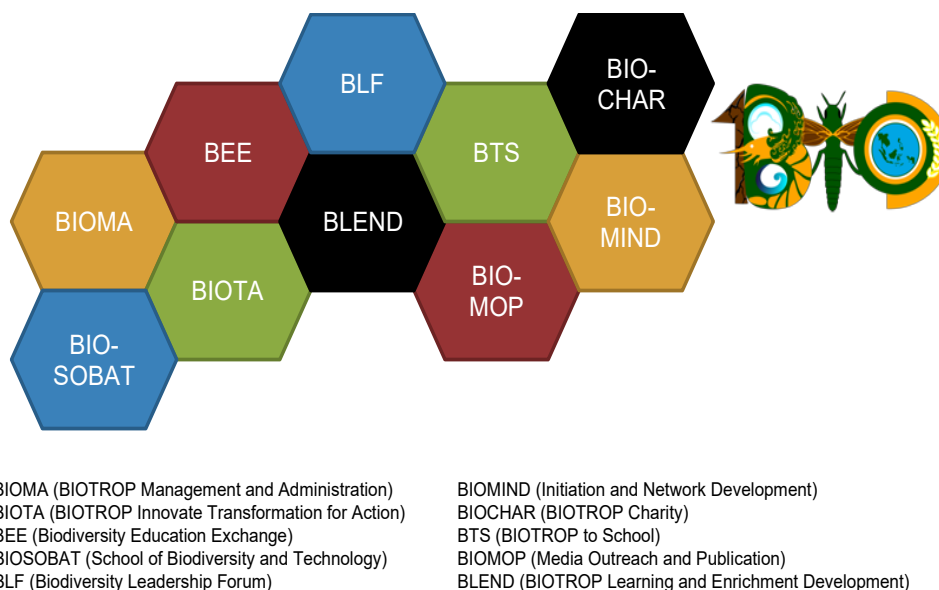 BLF
BIO-
CHAR
BEE
BTS
BIOMA
BLEND
BIO-
MIND
BIOTA
BIO-
MOP
BIO-
SOBAT
BIO
BIOMA (BIOTROP Management and Administration)
BIOTA (BIOTROP Innovate Transformation for Action)
BEE (Biodiversity Education Exchange)
BIOSOBAT (School of Biodiversity and Technology)
BLF (Biodiversity Leadership Forum)
BIOMIND (Initiation and Network Development)
BIOCHAR (BIOTROP Charity)
BTS (BIOTROP to School)
BIOMOP (Media Outreach and Publication)
BLEND (BIOTROP Learning and Enrichment Development)